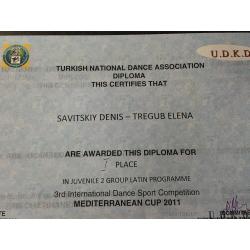 U.D.K.D
TURKISH NATIONAL DANCE ASSOCIATION
DIPLOMA
THIS CERTIFIES THAT
SAVITSKIY DENIS – TREGUB ELENA
ARE AWARDED THIS DIPLOMA FOR
PLACE
IN JUVENILE 2 GROUP LATIN PROGRAMME
3rd International Dance Sport Competition
MEDITERRANEAN CUP 2011